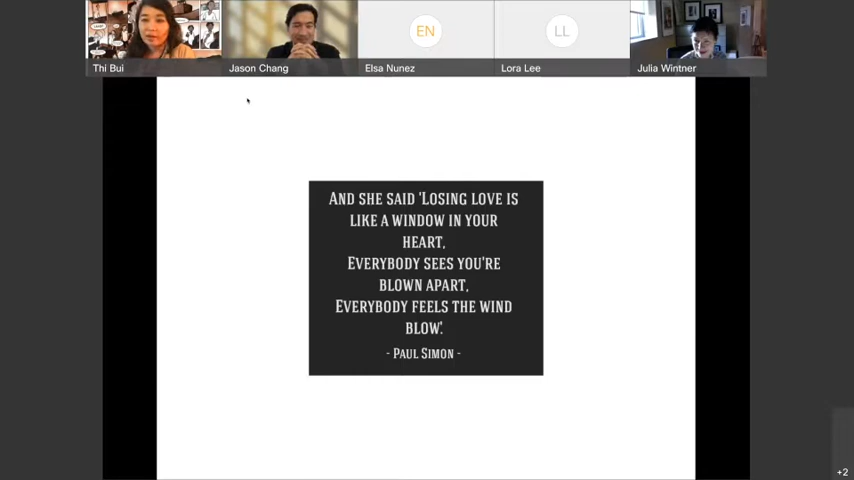 EN
LL
Thi Bui
Jason Chang
Elsa Nunez
Lora Lee
Julia Wintner
AND SHE SAID 'LOSING LOVE IS
LIKE A WINDOW IN YOUR
HEART,
EVERYBODY SEES YOU'RE
BLOWN APART,
EVERYBODY FEELS THE WIND
BLOW'.
- PAUL SIMON -
+2